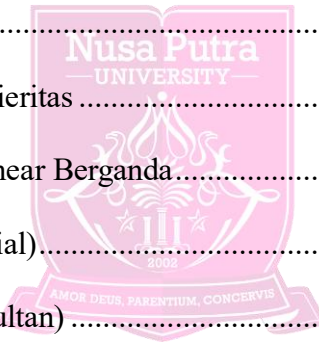 ........................................
Nusa Putra
UNIVERSITY
ieritas ...................................
near Berganda.....................
ial)........................................
2002
AMOR DEUS, PARENTIUM, CONCERVIS
ultan) ...................................